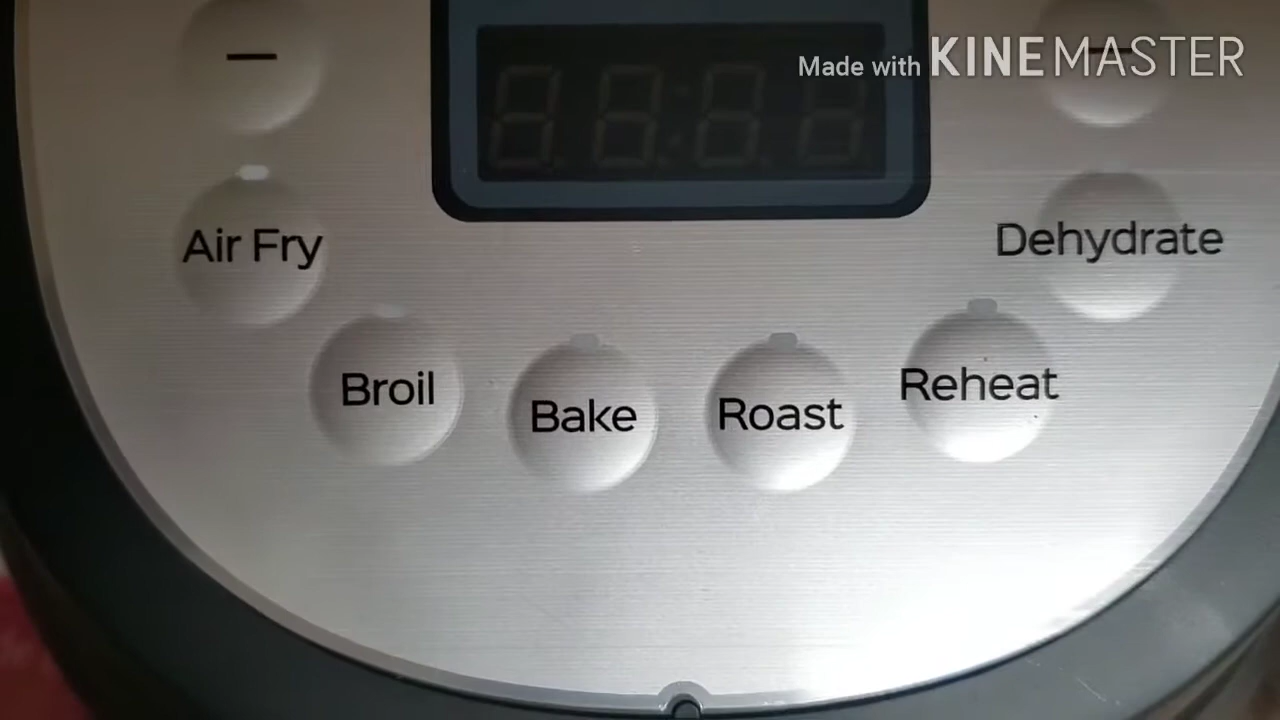 Made with KINEMASTER
Air Fry
Dehydrate
Broil
Bake
Roast
Reheat